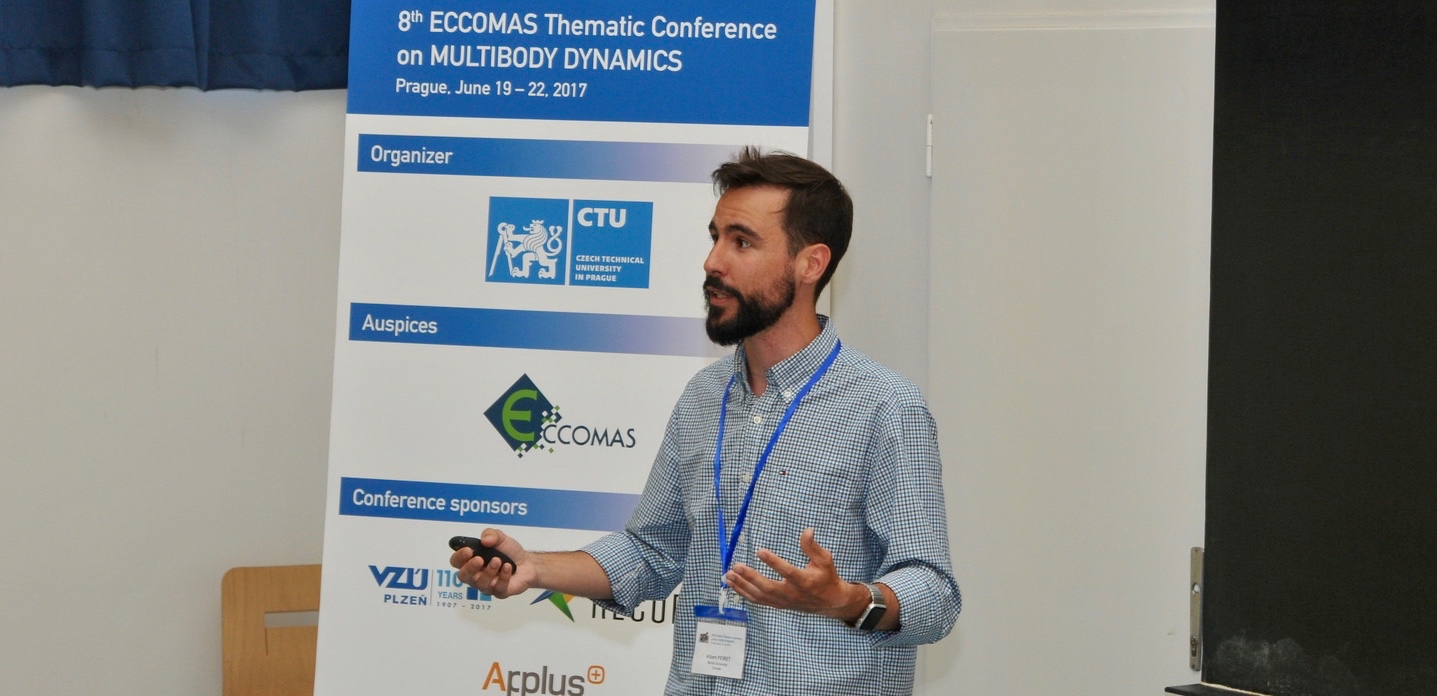 8th ECCOMAS Thematic Conference
on MULTIBODY DYNAMICS
Prague, June 19 – 22, 2017
Organizer
CTU
CZECH TECHNICAL
UNIVERSITY
IN PRAGUE
Auspices
ECCOMAS
Conference sponsors
VZÚ
PLZEŇ
110
YEARS
1907 – 2017
Applus+